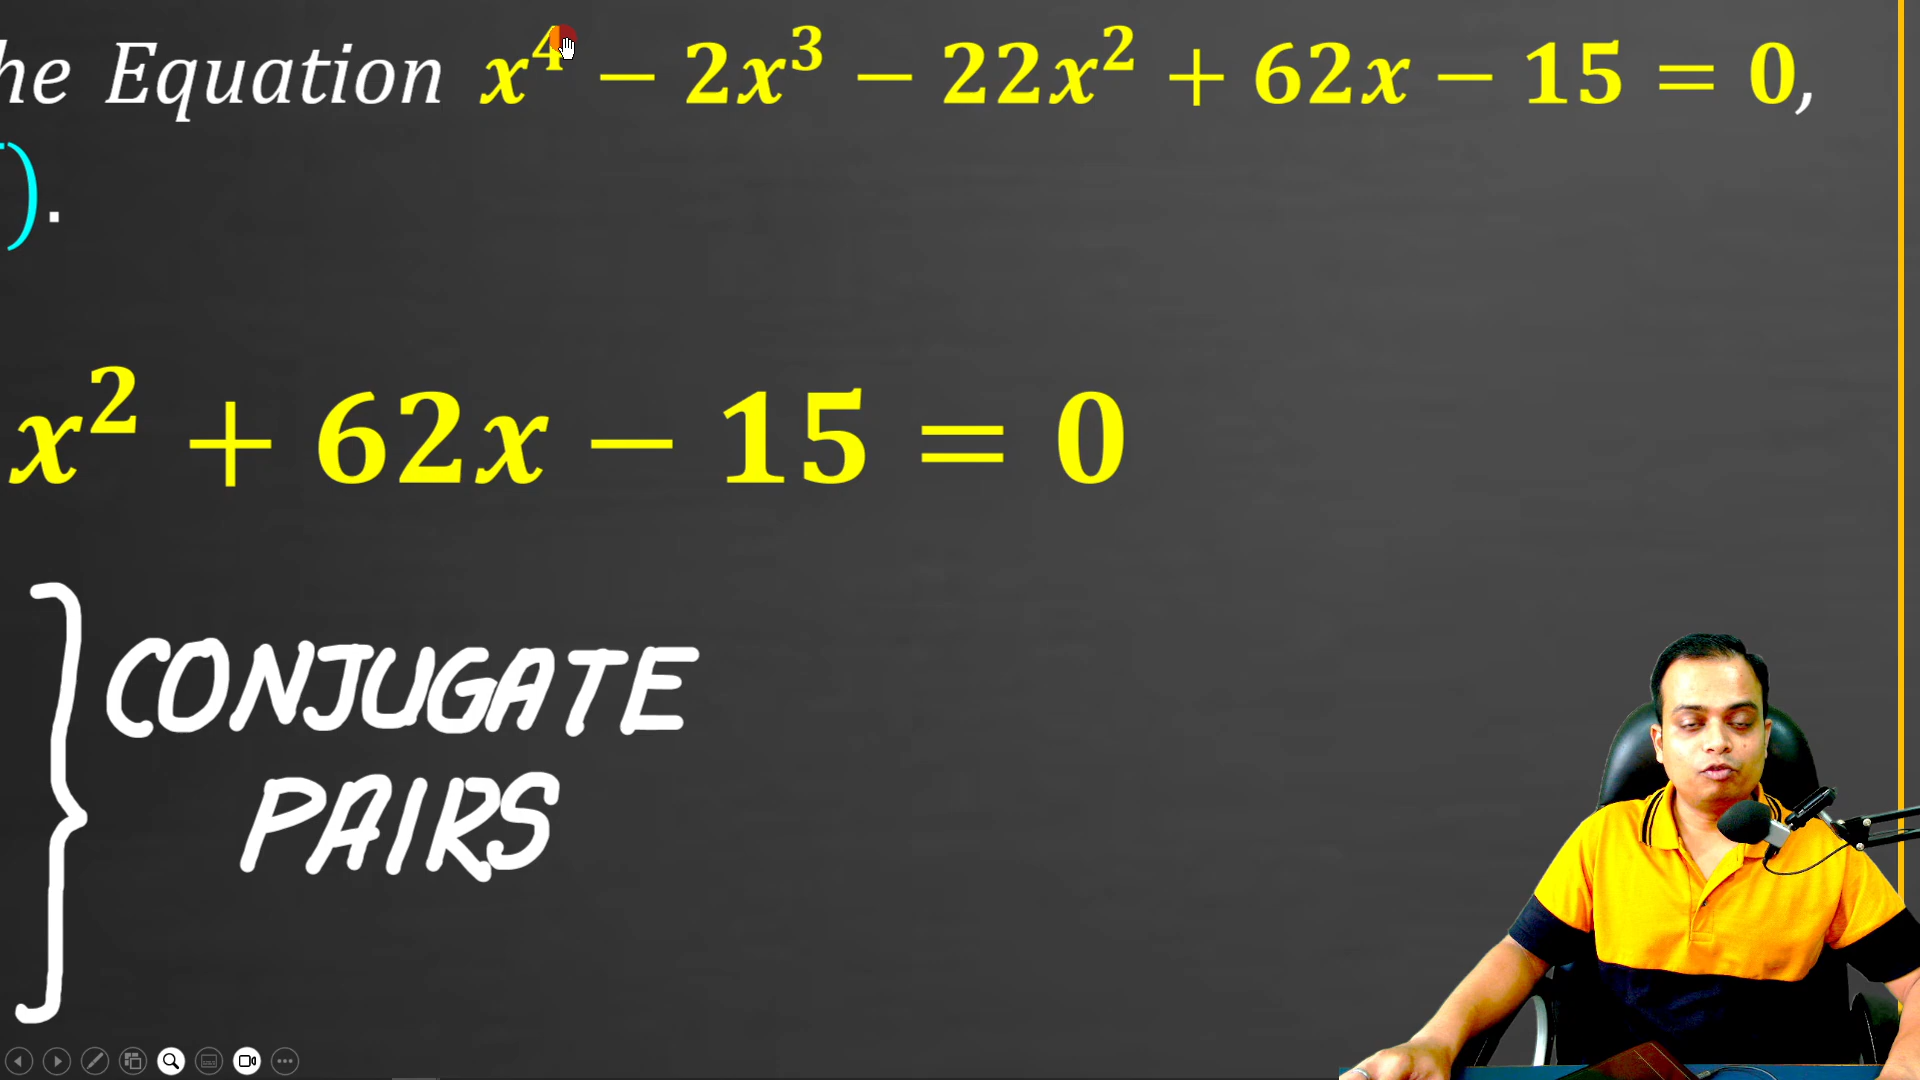 he Equation x⁴ − 2x³ − 22x² + 62x − 15 = 0,
).
x² + 62x − 15 = 0
} CONJUGATE
PAIRS